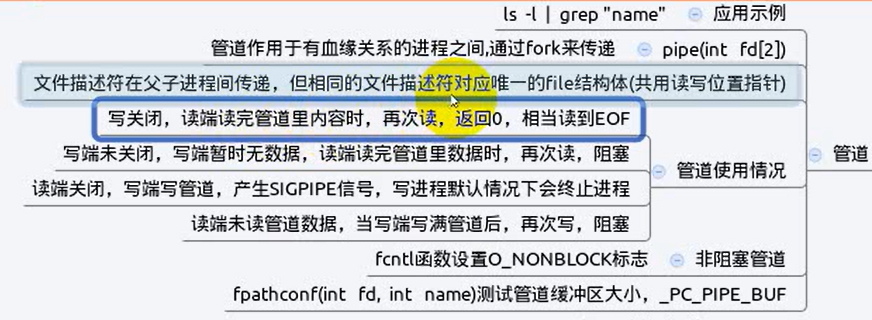 ls -l | grep "name" 应用示例
管道作用于有血缘关系的进程之间,通过fork来传递 pipe(int fd[2])
文件描述符在父子进程间传递，但相同的文件描述符对应唯一的file结构体(共用读写位置指针)
写关闭，读端读完管道里内容时，再次读，返回0，相当读到EOF
写端未关闭，写端暂时无数据，读端读完管道里数据时，再次读，阻塞
管道使用情况
管道
读端关闭，写端写管道，产生SIGPIPE信号，写进程默认情况下会终止进程
读端未读管道数据，当写端写满管道后，再次写，阻塞
fcntl函数设置O_NONBLOCK标志 非阻塞管道
fpathconf(int fd, int name)测试管道缓冲区大小，_PC_PIPE_BUF